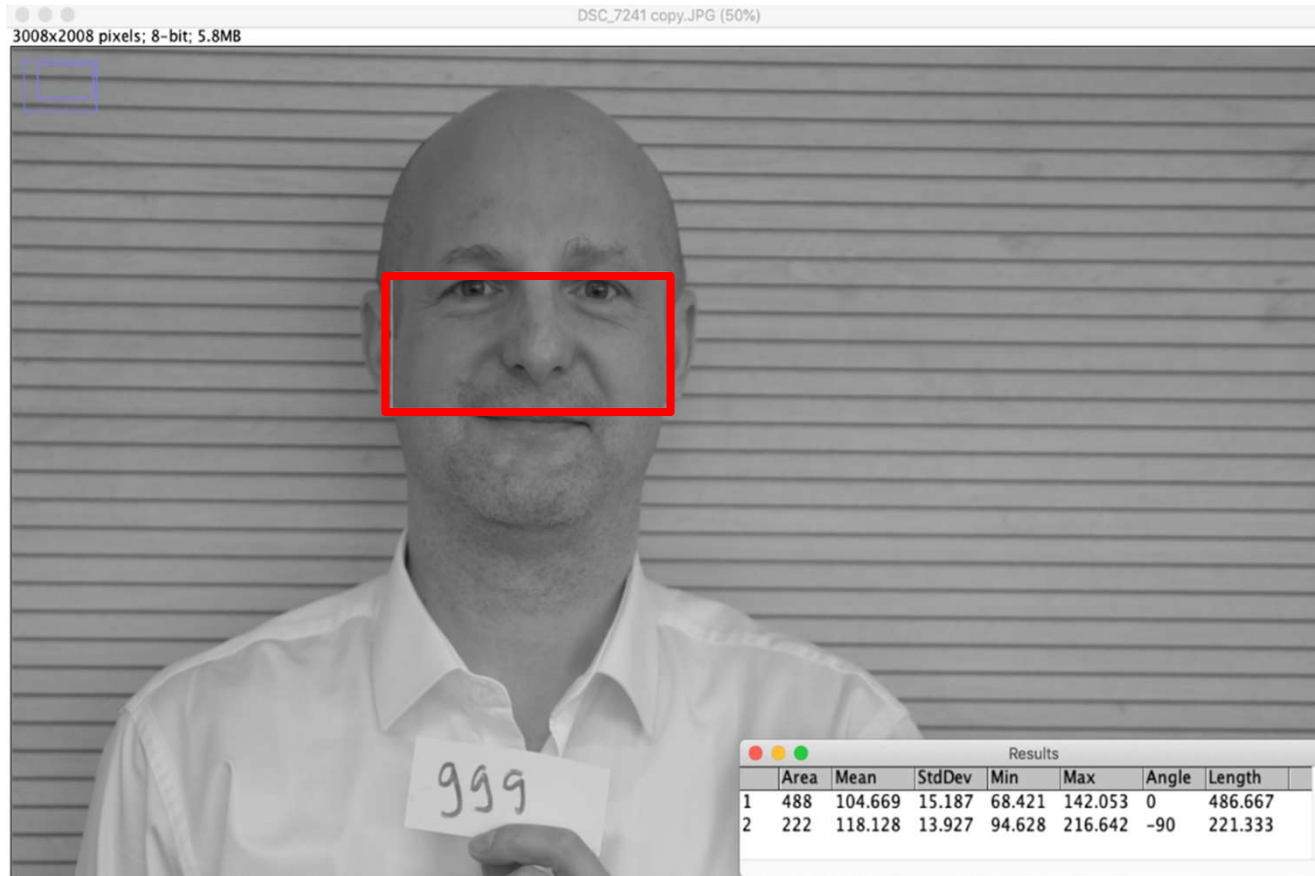 DSC_7241 copy.JPG (50%)
3008x2008 pixels; 8-bit; 5.8MB
999
Results
Area Mean StdDev Min Max Angle Length
1 488 104.669 15.187 68.421 142.053 0 486.667
2 222 118.128 13.927 94.628 216.642 -90 221.333